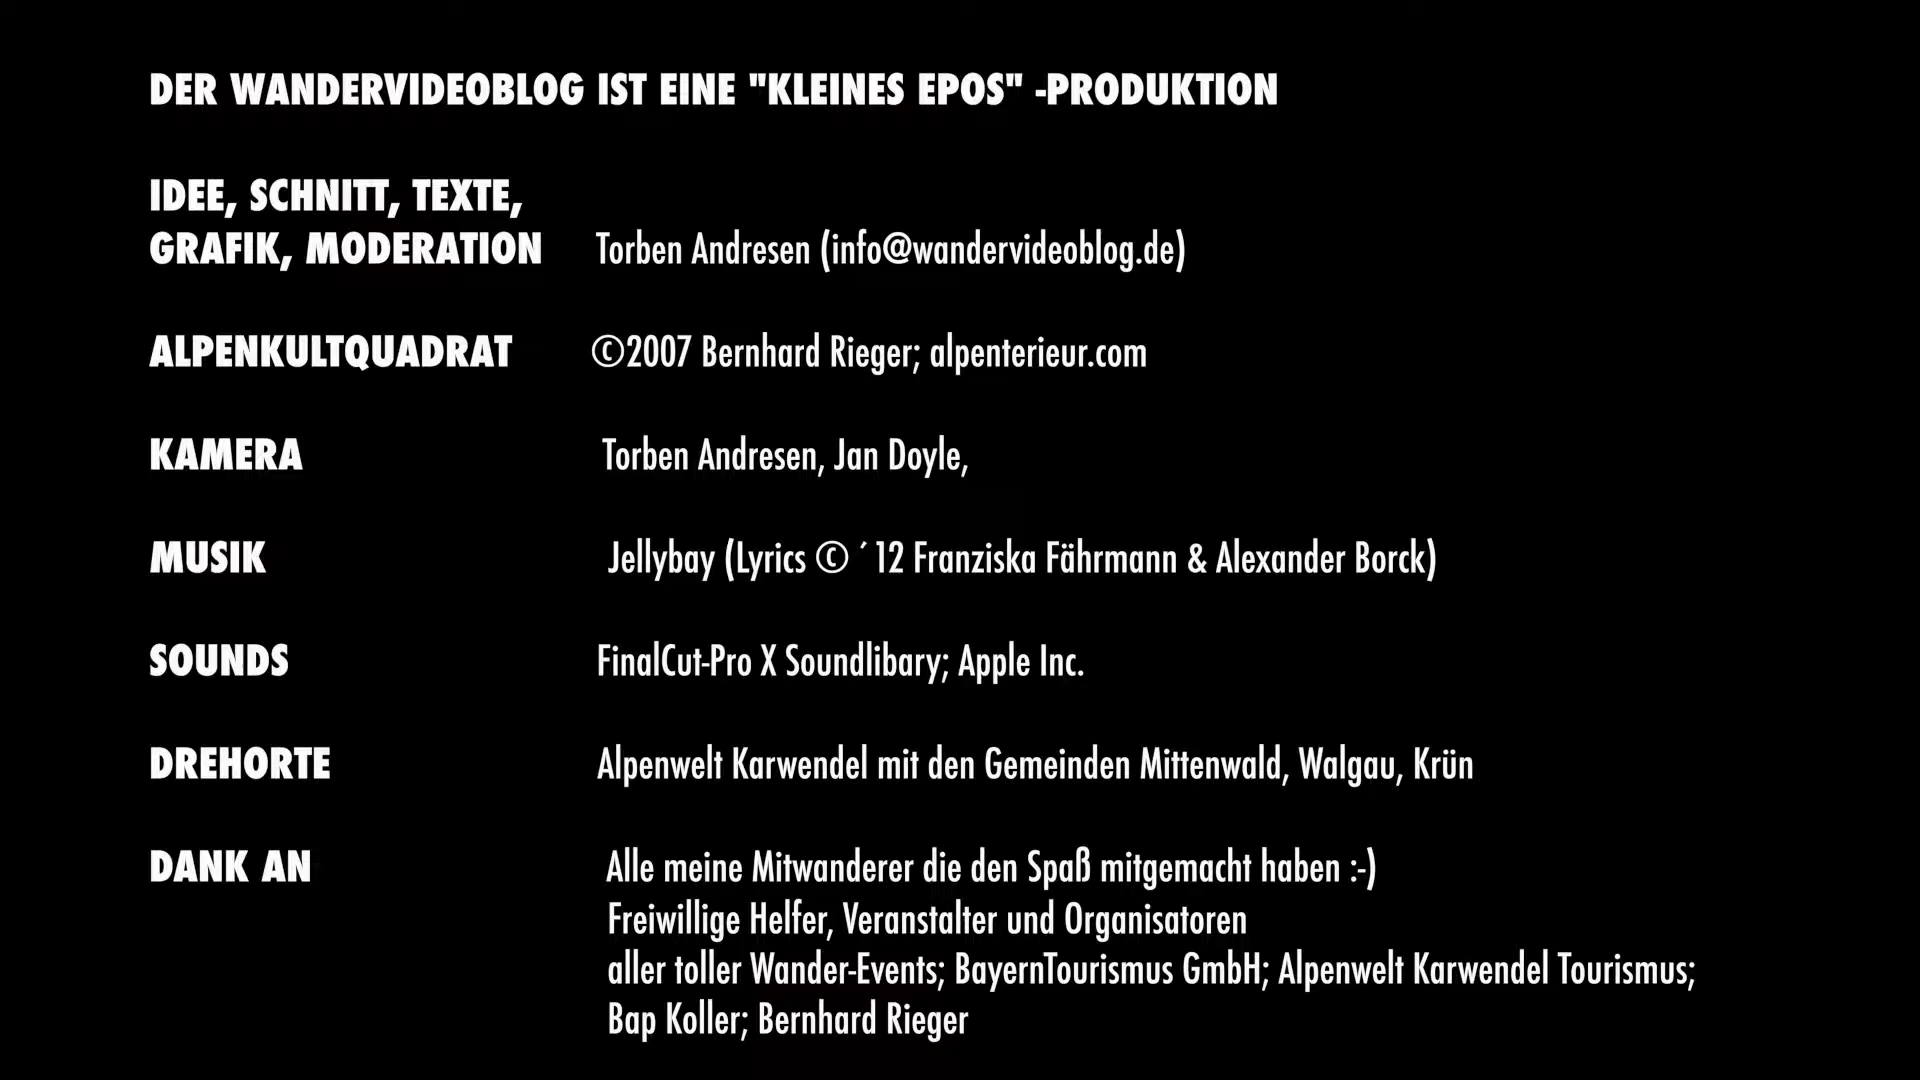 DER WANDERVIDEOBLOG IST EINE "KLEINES EPOS" -PRODUKTION
IDEE, SCHNITT, TEXTE,
GRAFIK, MODERATION Torben Andresen (info@wandervideoblog.de)
ALPENKULTQUADRAT ©2007 Bernhard Rieger; alpenterieur.com
KAMERA Torben Andresen, Jan Doyle,
MUSIK Jellybay (Lyrics © ´12 Franziska Fährmann & Alexander Borck)
SOUNDS FinalCut-Pro X Soundlibary; Apple Inc.
DREHORTE Alpenwelt Karwendel mit den Gemeinden Mittenwald, Walgau, Krün
DANK AN Alle meine Mitwanderer die den Spaß mitgemacht haben :-)
Freiwillige Helfer, Veranstalter und Organisatoren
aller toller Wander-Events; BayernTourismus GmbH; Alpenwelt Karwendel Tourismus;
Bap Koller; Bernhard Rieger